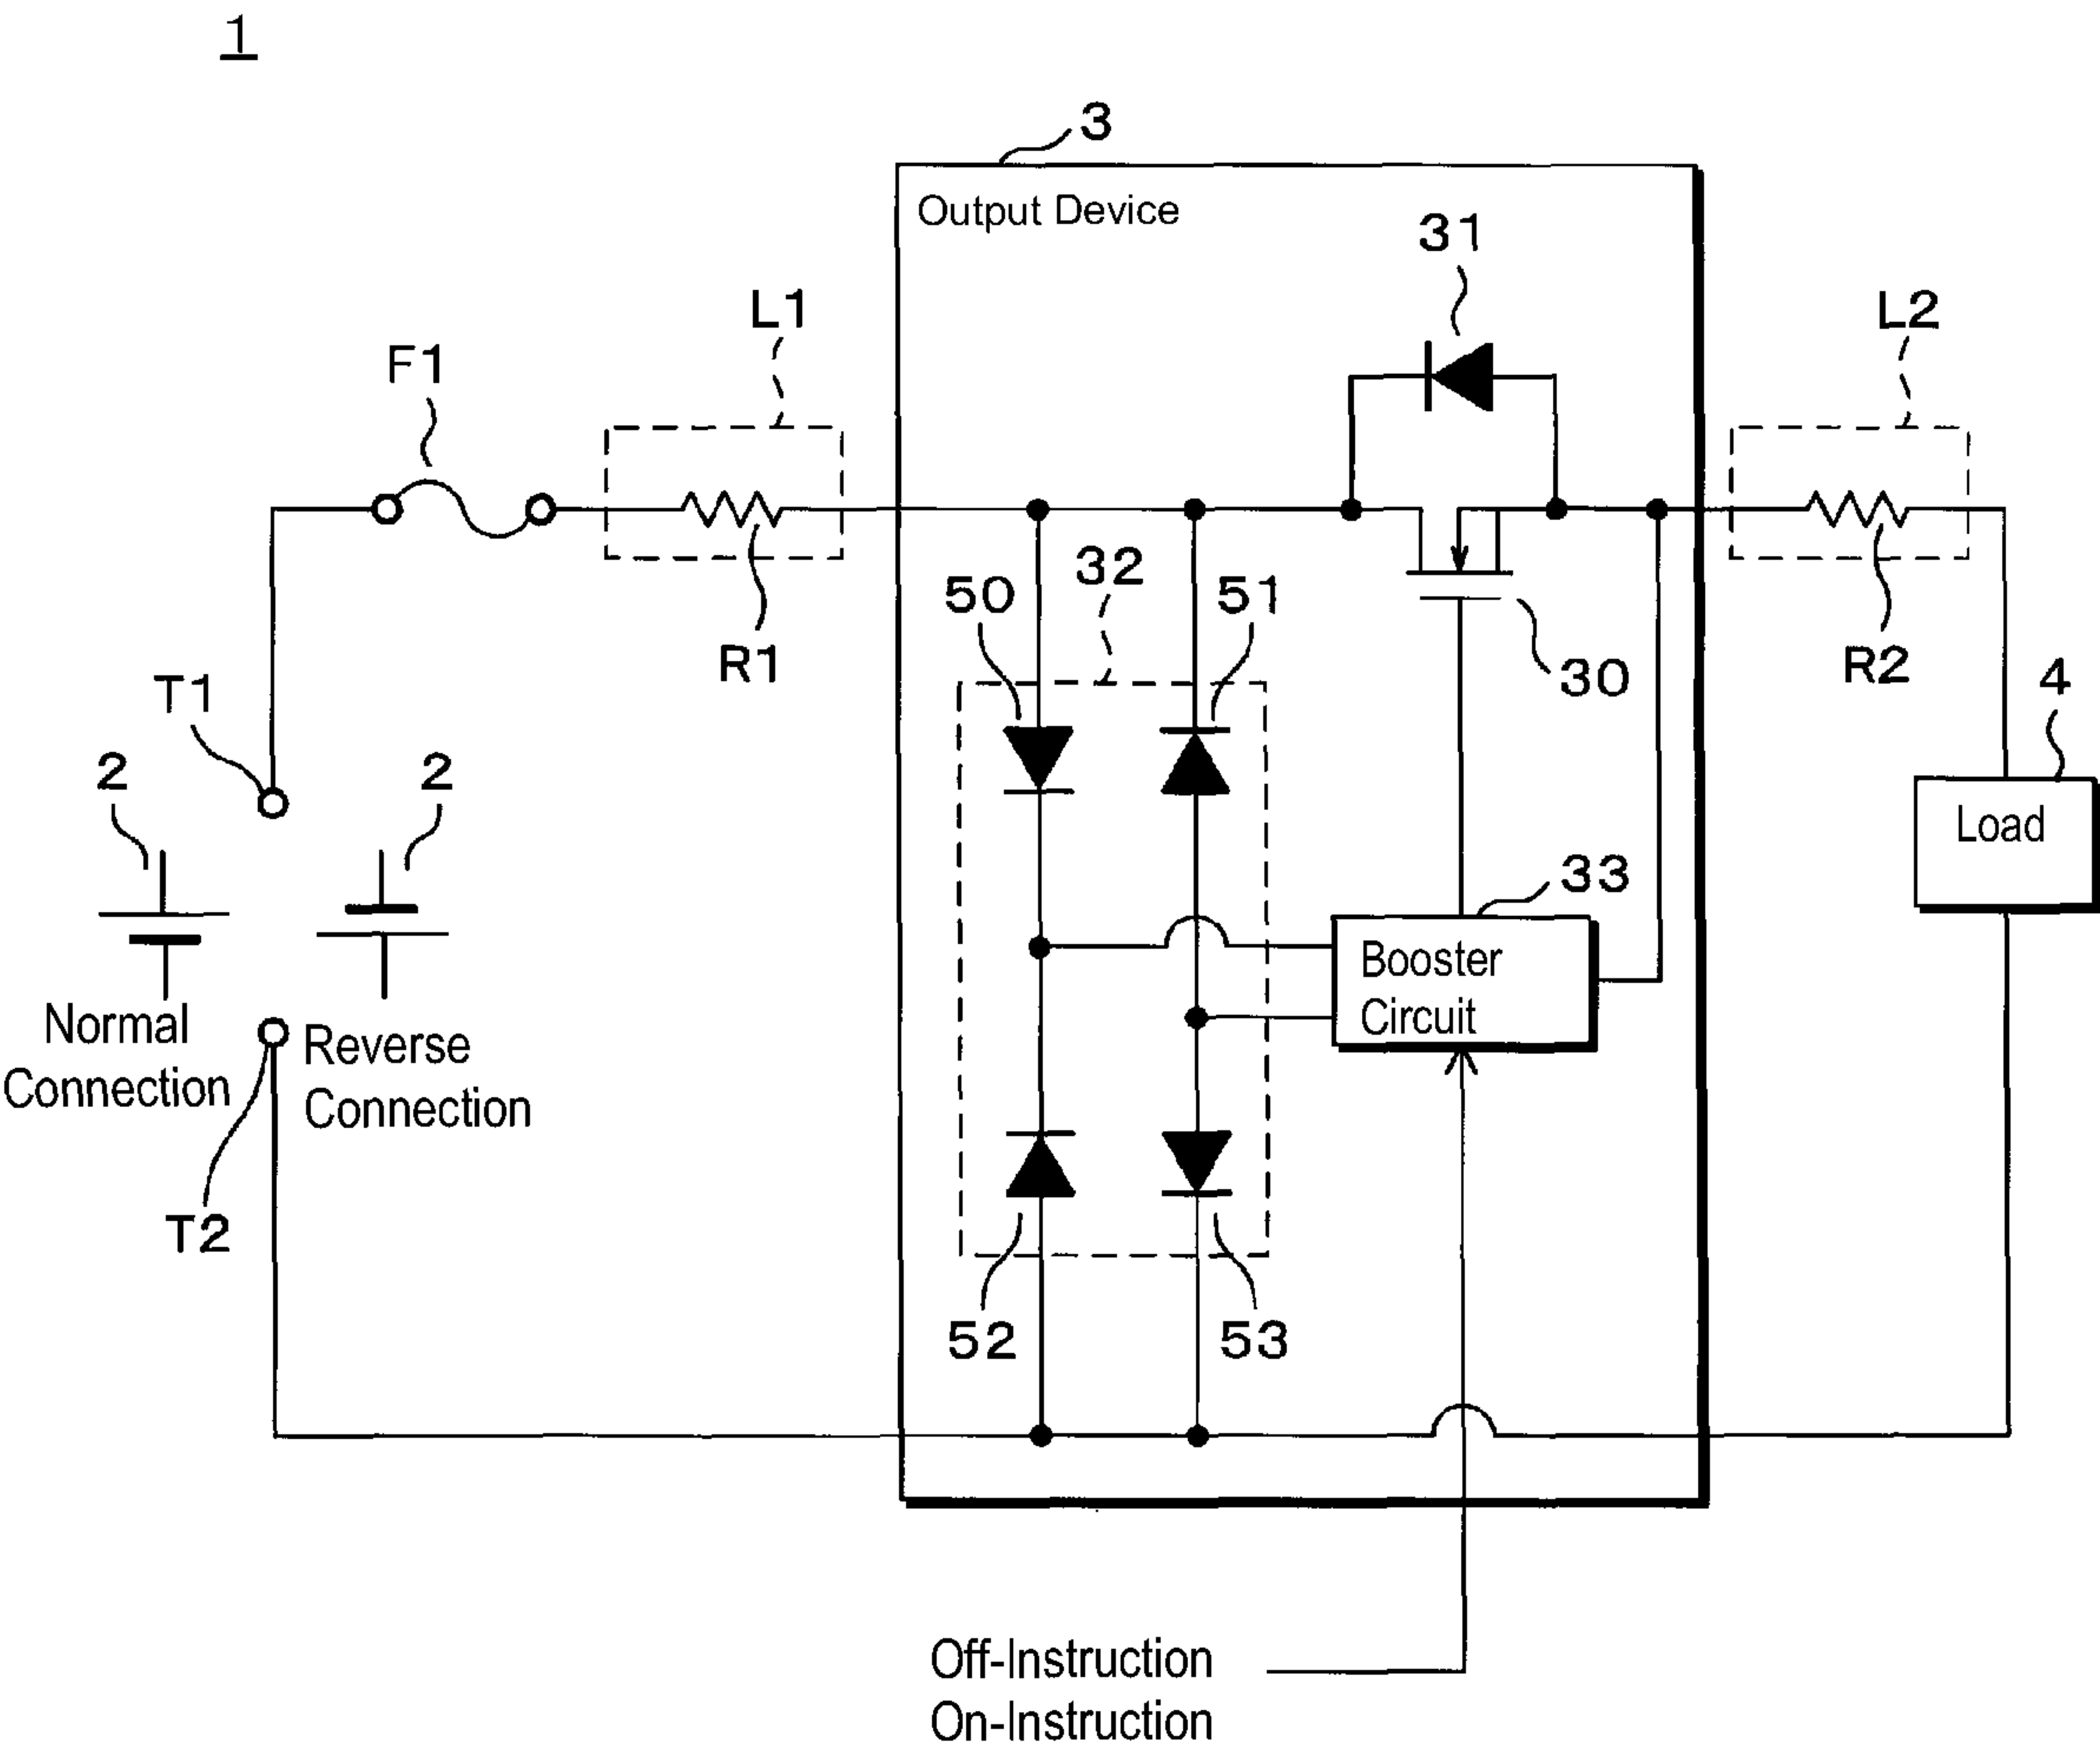 1
3
Output Device
31
L1
L2
F1
32
50
51
R1
30
R2
T1
4
2
2
Load
33
Booster
Circuit
Normal
Connection
Reverse
Connection
T2
52
53
Off-Instruction
On-Instruction